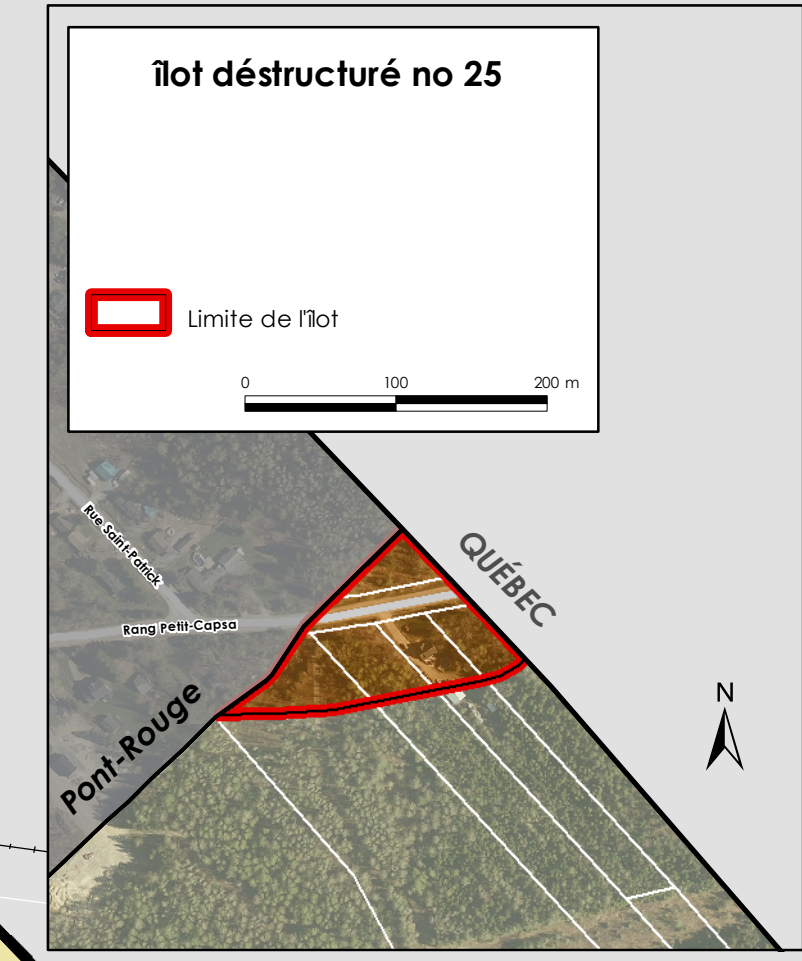 îlot déstructuré no 25
Limite de l'îlot
0 100 200 m
QUÉBEC
Rue Saint-Patrick
Rang Petit-Capsa
Pont-Rouge
N